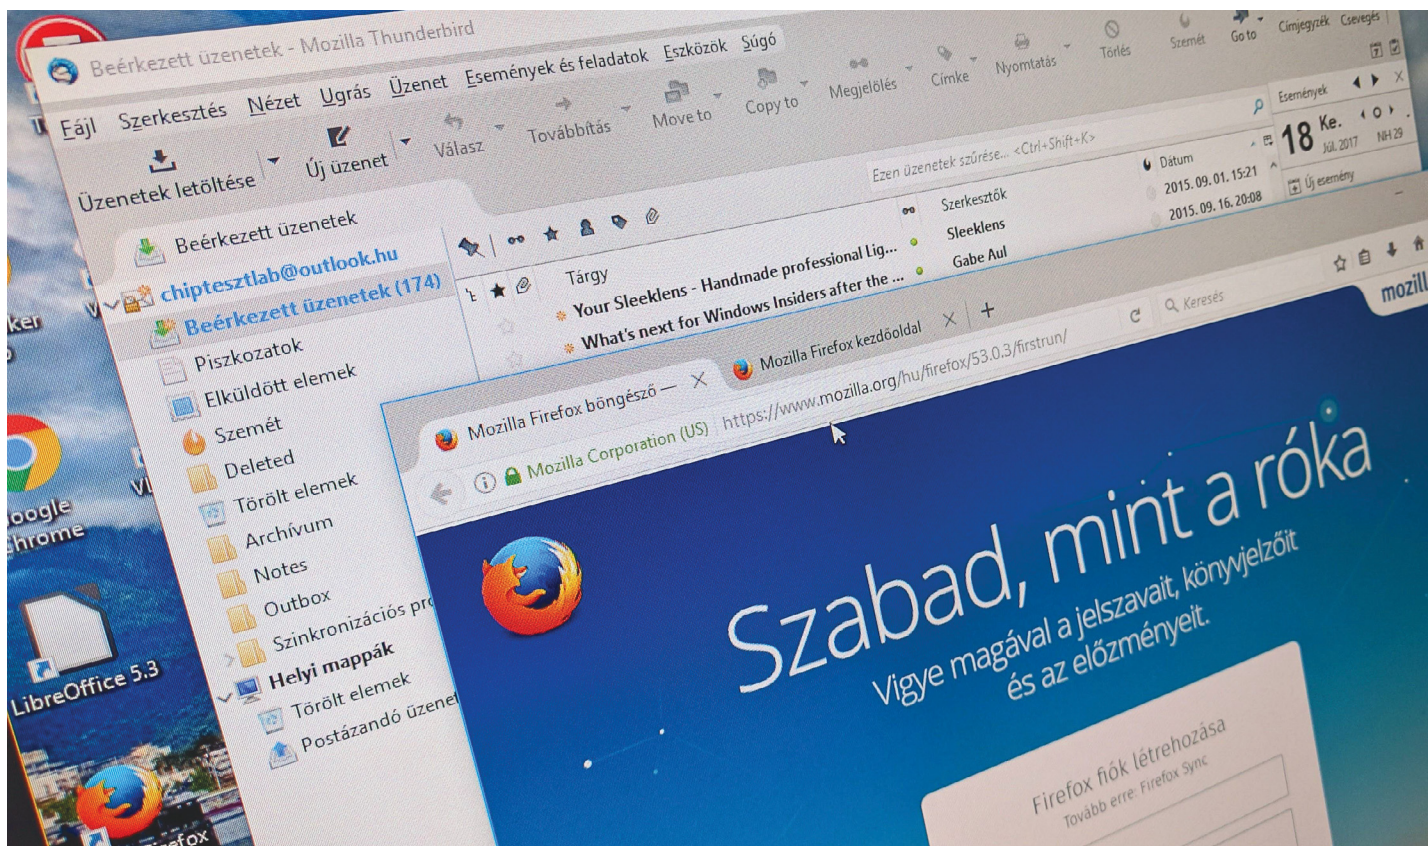 Beérkezett üzenetek - Mozilla Thunderbird
Fájl Szerkesztés Nézet Ugrás Üzenet Események és feladatok Eszközök Súgó
Üzenetek letöltése Új üzenet Válasz Továbbítás Move to Copy to Megjelölés Címke Nyomtatás Törlés Szemét Go to Címjegyzék Csevegés
Beérkezett üzenetek
Ezen üzenetek szűrése... <Ctrl+Shift+K>
Események
18 Ke.
Júl. 2017 NH 29
Új esemény
chiptesztlab@outlook.hu
Beérkezett üzenetek (174)
Piszkozatok
Elküldött elemek
Szemét
Deleted
Törölt elemek
Archívum
Notes
Outbox
Szinkronizációs pro
Helyi mappák
Törölt elemek
Postázandó üzenet
Tárgy Szerkesztők Dátum
Your Sleeklens - Handmade professional Lig... Sleeklens 2015. 09. 01. 15:21
What's next for Windows Insiders after the ... Gabe Aul 2015. 09. 16. 20:08
Mozilla Firefox böngésző — Mozilla Firefox kezdőoldal
Mozilla Corporation (US) https://www.mozilla.org/hu/firefox/53.0.3/firstrun/ Keresés
mozill
Szabad, mint a róka
Vigye magával a jelszavait, könyvjelzőit
és az előzményeit.
Firefox fiók létrehozása
Tovább erre: Firefox Sync
ker
oogle
hrome
LibreOffice 5.3
efox